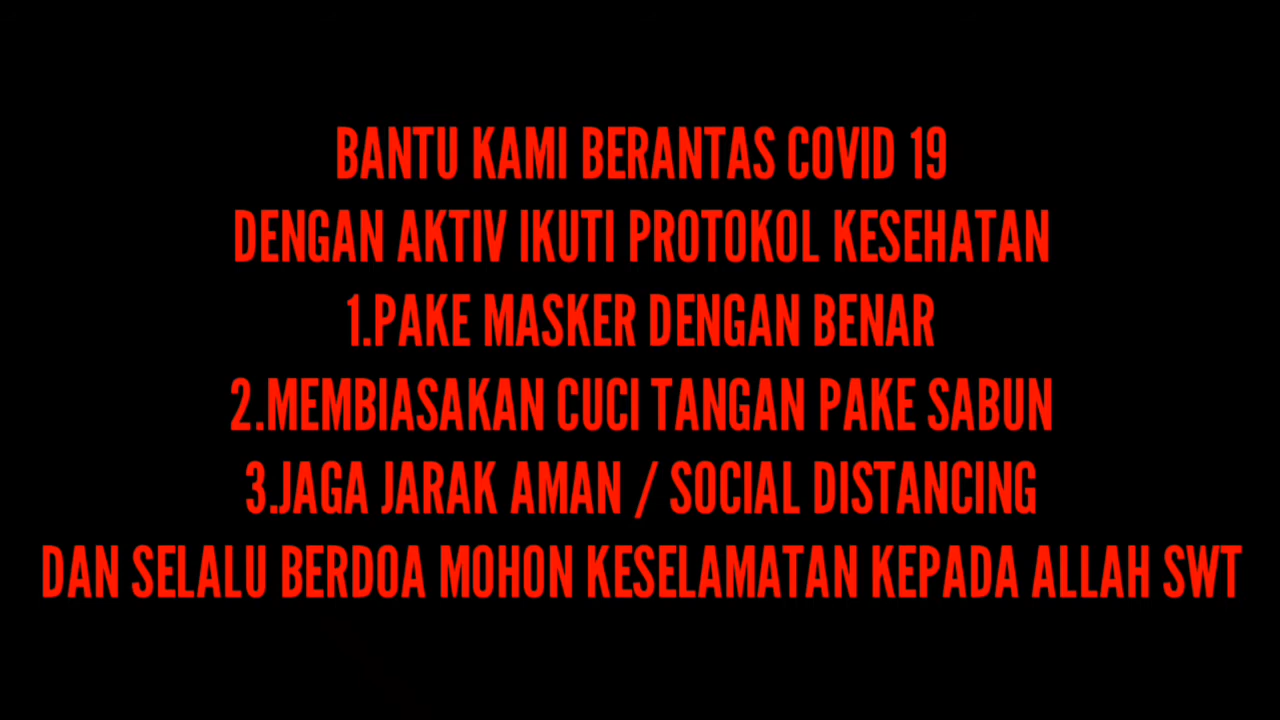 BANTU KAMI BERANTAS COVID 19
DENGAN AKTIV IKUTI PROTOKOL KESEHATAN
1.PAKE MASKER DENGAN BENAR
2.MEMBIASAKAN CUCI TANGAN PAKE SABUN
3.JAGA JARAK AMAN / SOCIAL DISTANCING
DAN SELALU BERDOA MOHON KESELAMATAN KEPADA ALLAH SWT